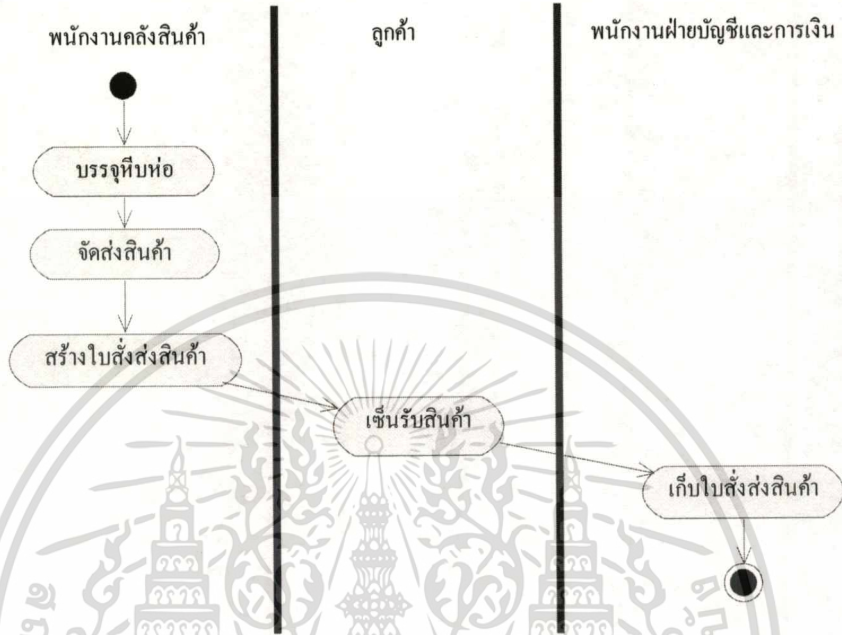 พนักงานคลังสินค้า
ลูกค้า
พนักงานฝ่ายบัญชีและการเงิน
บรรจุหีบห่อ
จัดส่งสินค้า
สร้างใบสั่งส่งสินค้า
เซ็นรับสินค้า
เก็บใบสั่งส่งสินค้า